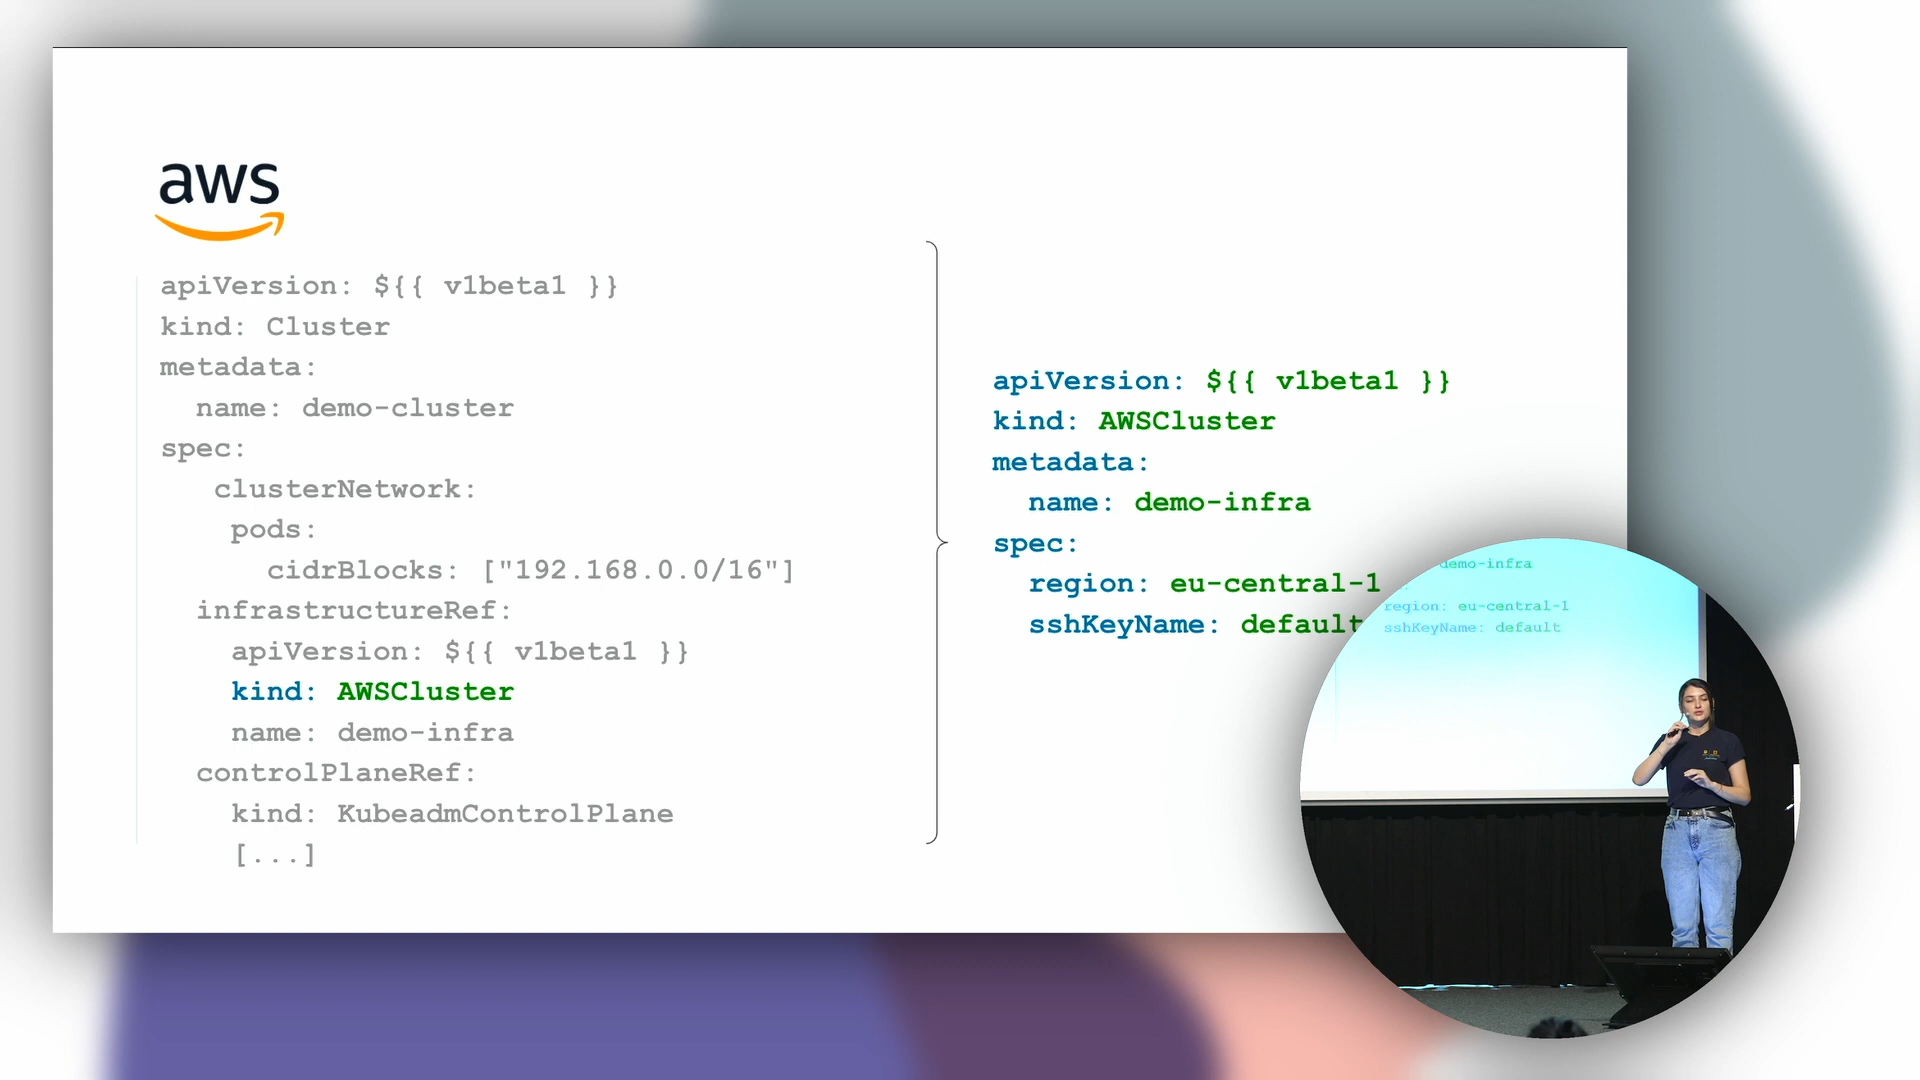 aws
apiVersion: ${{ v1beta1 }}
kind: Cluster
metadata:
  name: demo-cluster
spec:
   clusterNetwork:
    pods:
      cidrBlocks: ["192.168.0.0/16"]
  infrastructureRef:
    apiVersion: ${{ v1beta1 }}
    kind: AWSCluster
    name: demo-infra
  controlPlaneRef:
    kind: KubeadmControlPlane
    [...]
apiVersion: ${{ v1beta1 }}
kind: AWSCluster
metadata:
  name: demo-infra
spec:
  region: eu-central-1
  sshKeyName: default
demo-infra
region: eu-central-1
sshKeyName: default